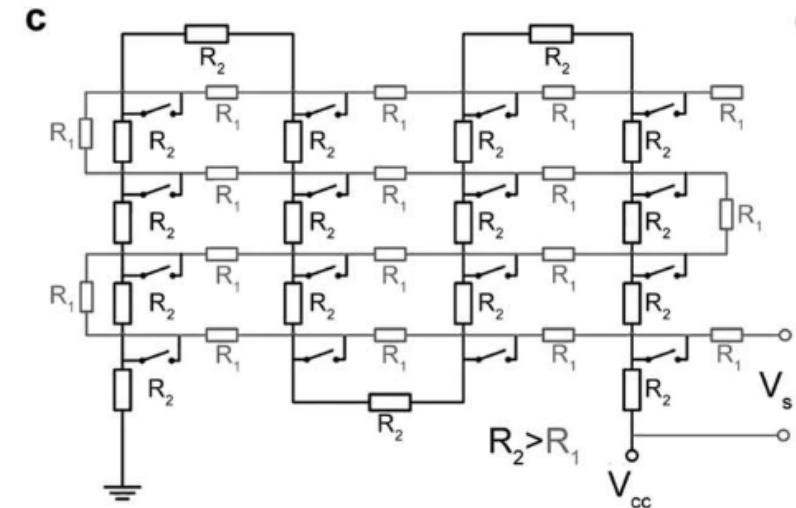 c
R2 R2
R1 R1 R1 R1
R1 R2 R2 R2 R2
R1 R1 R1
R2 R2 R2 R2 R1
R1 R1 R1
R1 R2 R2 R2 R2
R1 R1 R1 R1
R2 R2 Vs
R2 R2>R1
Vcc